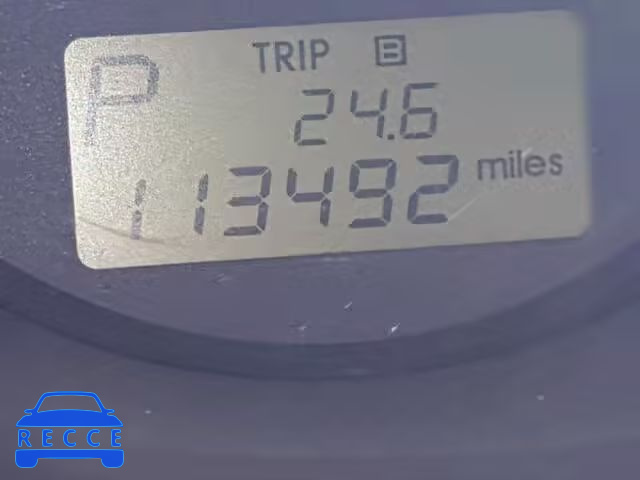 P
TRIP B
24.6
113492 miles
RECCE